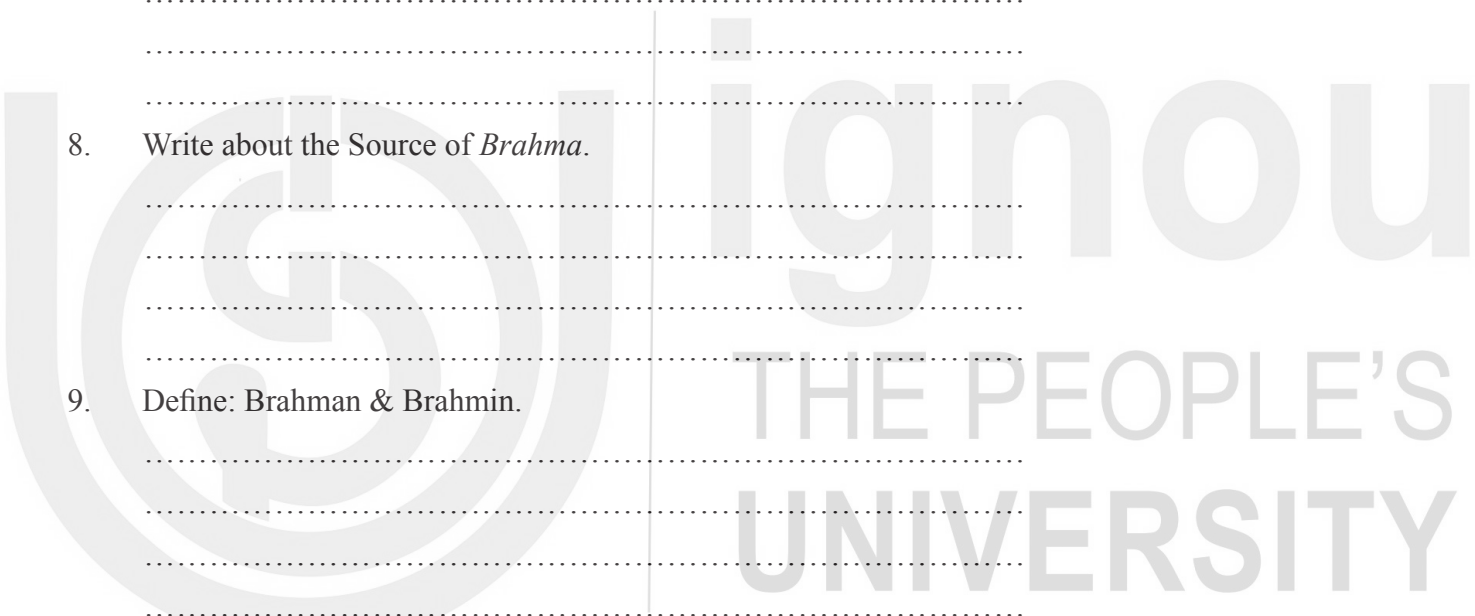 ……………………………………………………………………………
……………………………………………………………………………
……………………………………………………………………………
8. Write about the Source of Brahma.
……………………………………………………………………………
……………………………………………………………………………
……………………………………………………………………………
……………………………………………………………………………
9. Define: Brahman & Brahmin.
……………………………………………………………………………
……………………………………………………………………………
……………………………………………………………………………
……………………………………………………………………………
ignou
THE PEOPLE'S
UNIVERSITY